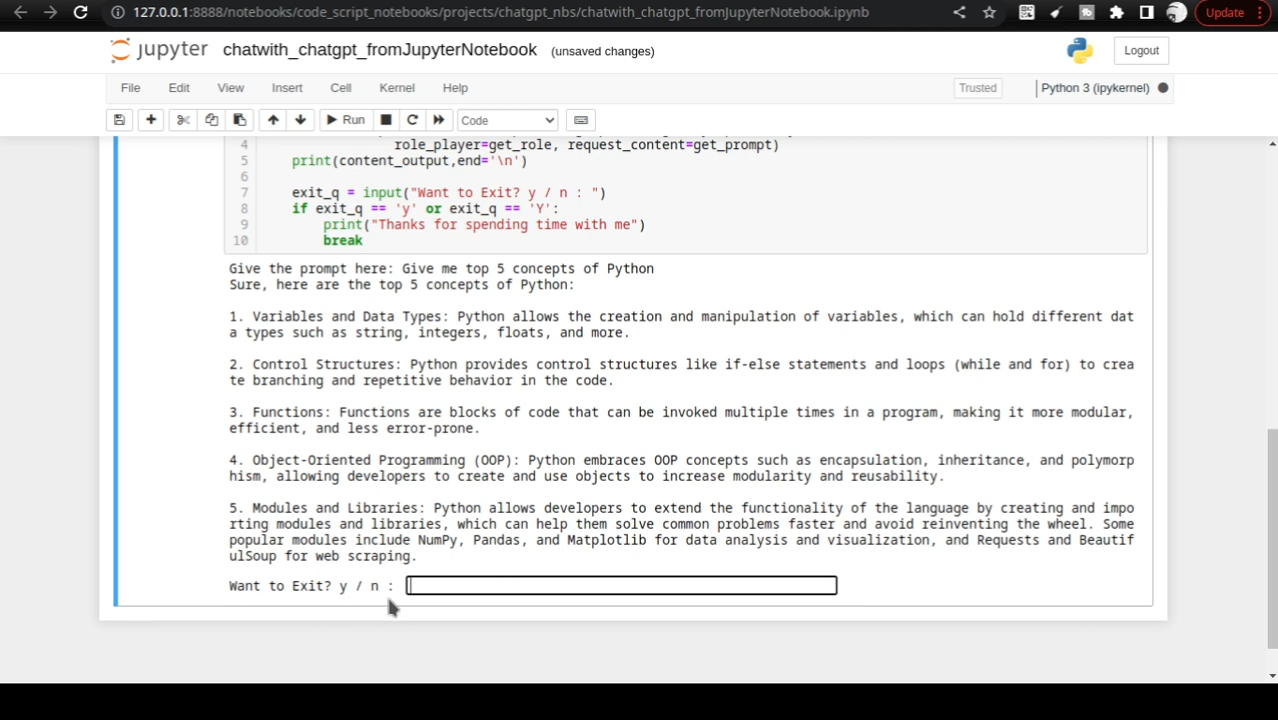 127.0.0.1:8888/notebooks/code_script_notebooks/projects/chatgpt_nbs/chatwith_chatgpt_fromJupyterNotebook.ipynb
Update
jupyter chatwith_chatgpt_fromJupyterNotebook (unsaved changes)
Logout
File Edit View Insert Cell Kernel Help
Trusted
Python 3 (ipykernel)
Run
Code
4 role_player=get_role, request_content=get_prompt)
5 print(content_output,end='\n')
6
7 exit_q = input("Want to Exit? y / n : ")
8 if exit_q == 'y' or exit_q == 'Y':
9 print("Thanks for spending time with me")
10 break
Give the prompt here: Give me top 5 concepts of Python
Sure, here are the top 5 concepts of Python:
1. Variables and Data Types: Python allows the creation and manipulation of variables, which can hold different dat
a types such as string, integers, floats, and more.
2. Control Structures: Python provides control structures like if-else statements and loops (while and for) to crea
te branching and repetitive behavior in the code.
3. Functions: Functions are blocks of code that can be invoked multiple times in a program, making it more modular,
efficient, and less error-prone.
4. Object-Oriented Programming (OOP): Python embraces OOP concepts such as encapsulation, inheritance, and polymorp
hism, allowing developers to create and use objects to increase modularity and reusability.
5. Modules and Libraries: Python allows developers to extend the functionality of the language by creating and impo
rting modules and libraries, which can help them solve common problems faster and avoid reinventing the wheel. Some
popular modules include NumPy, Pandas, and Matplotlib for data analysis and visualization, and Requests and Beautif
ulSoup for web scraping.
Want to Exit? y / n :